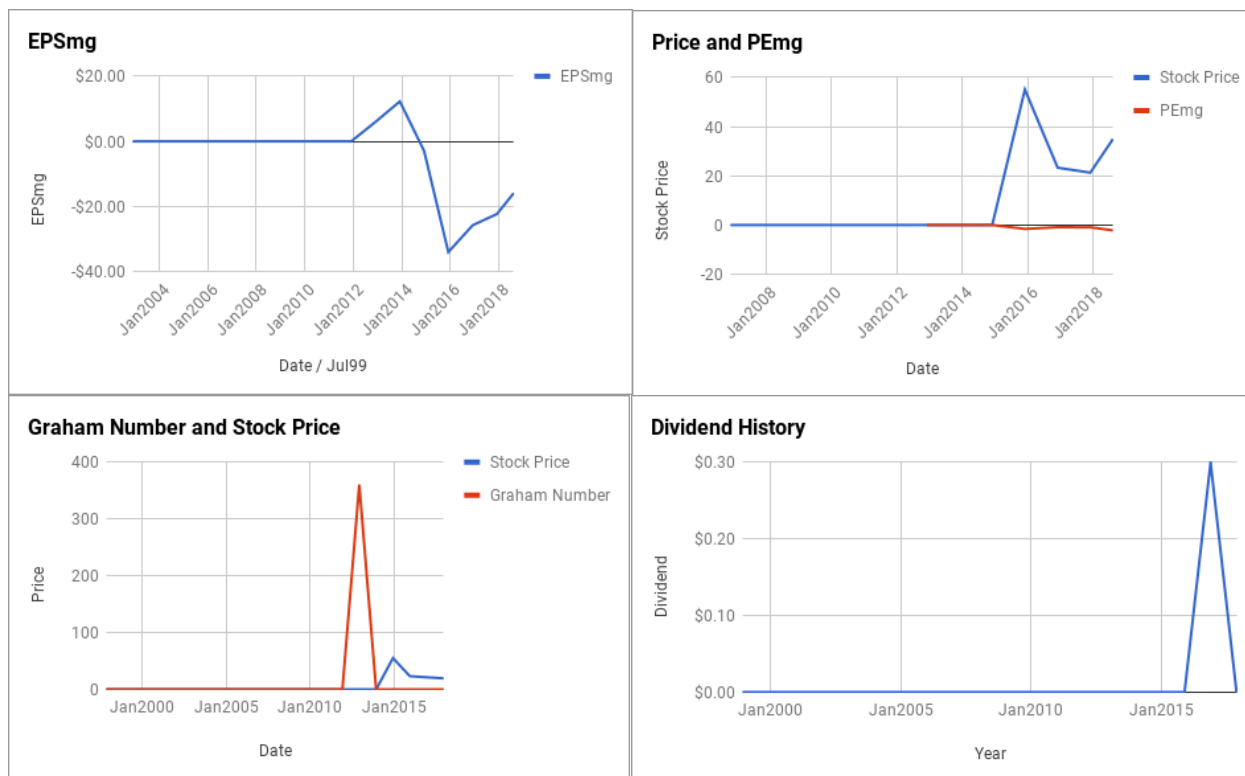 EPSmg
$20.00
$0.00
-$20.00
-$40.00
EPSmg
EPSmg
Jan2004
Jan2006
Jan2008
Jan2010
Jan2012
Jan2014
Jan2016
Jan2018
Date / Jul99
Price and PEmg
60
40
20
0
-20
Stock Price
Stock Price
PEmg
Jan2008
Jan2010
Jan2012
Jan2014
Jan2016
Jan2018
Date
Graham Number and Stock Price
400
300
200
100
0
Price
Stock Price
Graham Number
Jan2000
Jan2005
Jan2010
Jan2015
Date
Dividend History
$0.30
$0.20
$0.10
$0.00
Dividend
Jan2000
Jan2005
Jan2010
Jan2015
Year